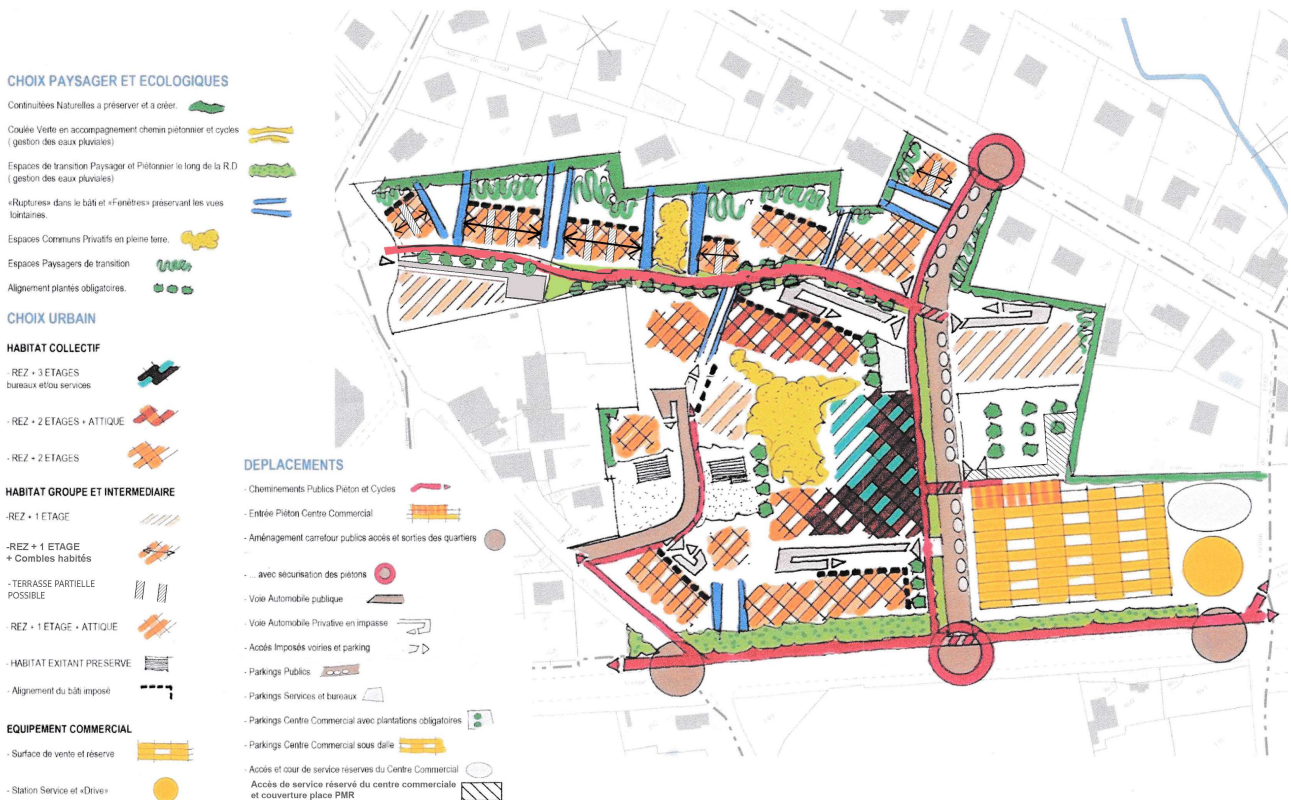 CHOIX PAYSAGER ET ECOLOGIQUES
Continuitées Naturelles a préserver et a créer.
Coulée Verte en accompagnement chemin piétonnier et cycles
( gestion des eaux pluviales)
Espaces de transition Paysager et Piétonnier le long de la R.D
( gestion des eaux pluviales)
«Ruptures» dans le bâti et «Fenêtres» préservant les vues
lointaines.
Espaces Communs Privatifs en pleine terre.
Espaces Paysagers de transition
Alignement plantés obligatoires.
CHOIX URBAIN
HABITAT COLLECTIF
- REZ + 3 ETAGES
bureaux et/ou services
- REZ + 2 ETAGES + ATTIQUE
- REZ + 2 ETAGES
HABITAT GROUPE ET INTERMEDIAIRE
-REZ + 1 ETAGE
-REZ + 1 ETAGE
+ Combles habités
- TERRASSE PARTIELLE
POSSIBLE
- REZ + 1 ETAGE + ATTIQUE
- HABITAT EXITANT PRESERVE
- Alignement du bâti imposé
EQUIPEMENT COMMERCIAL
- Surface de vente et réserve
- Station Service et «Drive»
DEPLACEMENTS
- Cheminements Publics Piéton et Cycles
- Entrée Piéton Centre Commercial
- Aménagement carrefour publics accés et sorties des quartiers
- ... avec sécurisation des piétons
- Voie Automobile publique
- Voie Automobile Privative en impasse
- Accés Imposés voiries et parking
- Parkings Publics
- Parkings Services et bureaux
- Parkings Centre Commercial avec plantations obligatoires
- Parkings Centre Commercial sous dalle
- Accés et cour de service réserves du Centre Commercial
Accès de service réservé du centre commerciale
et couverture place PMR